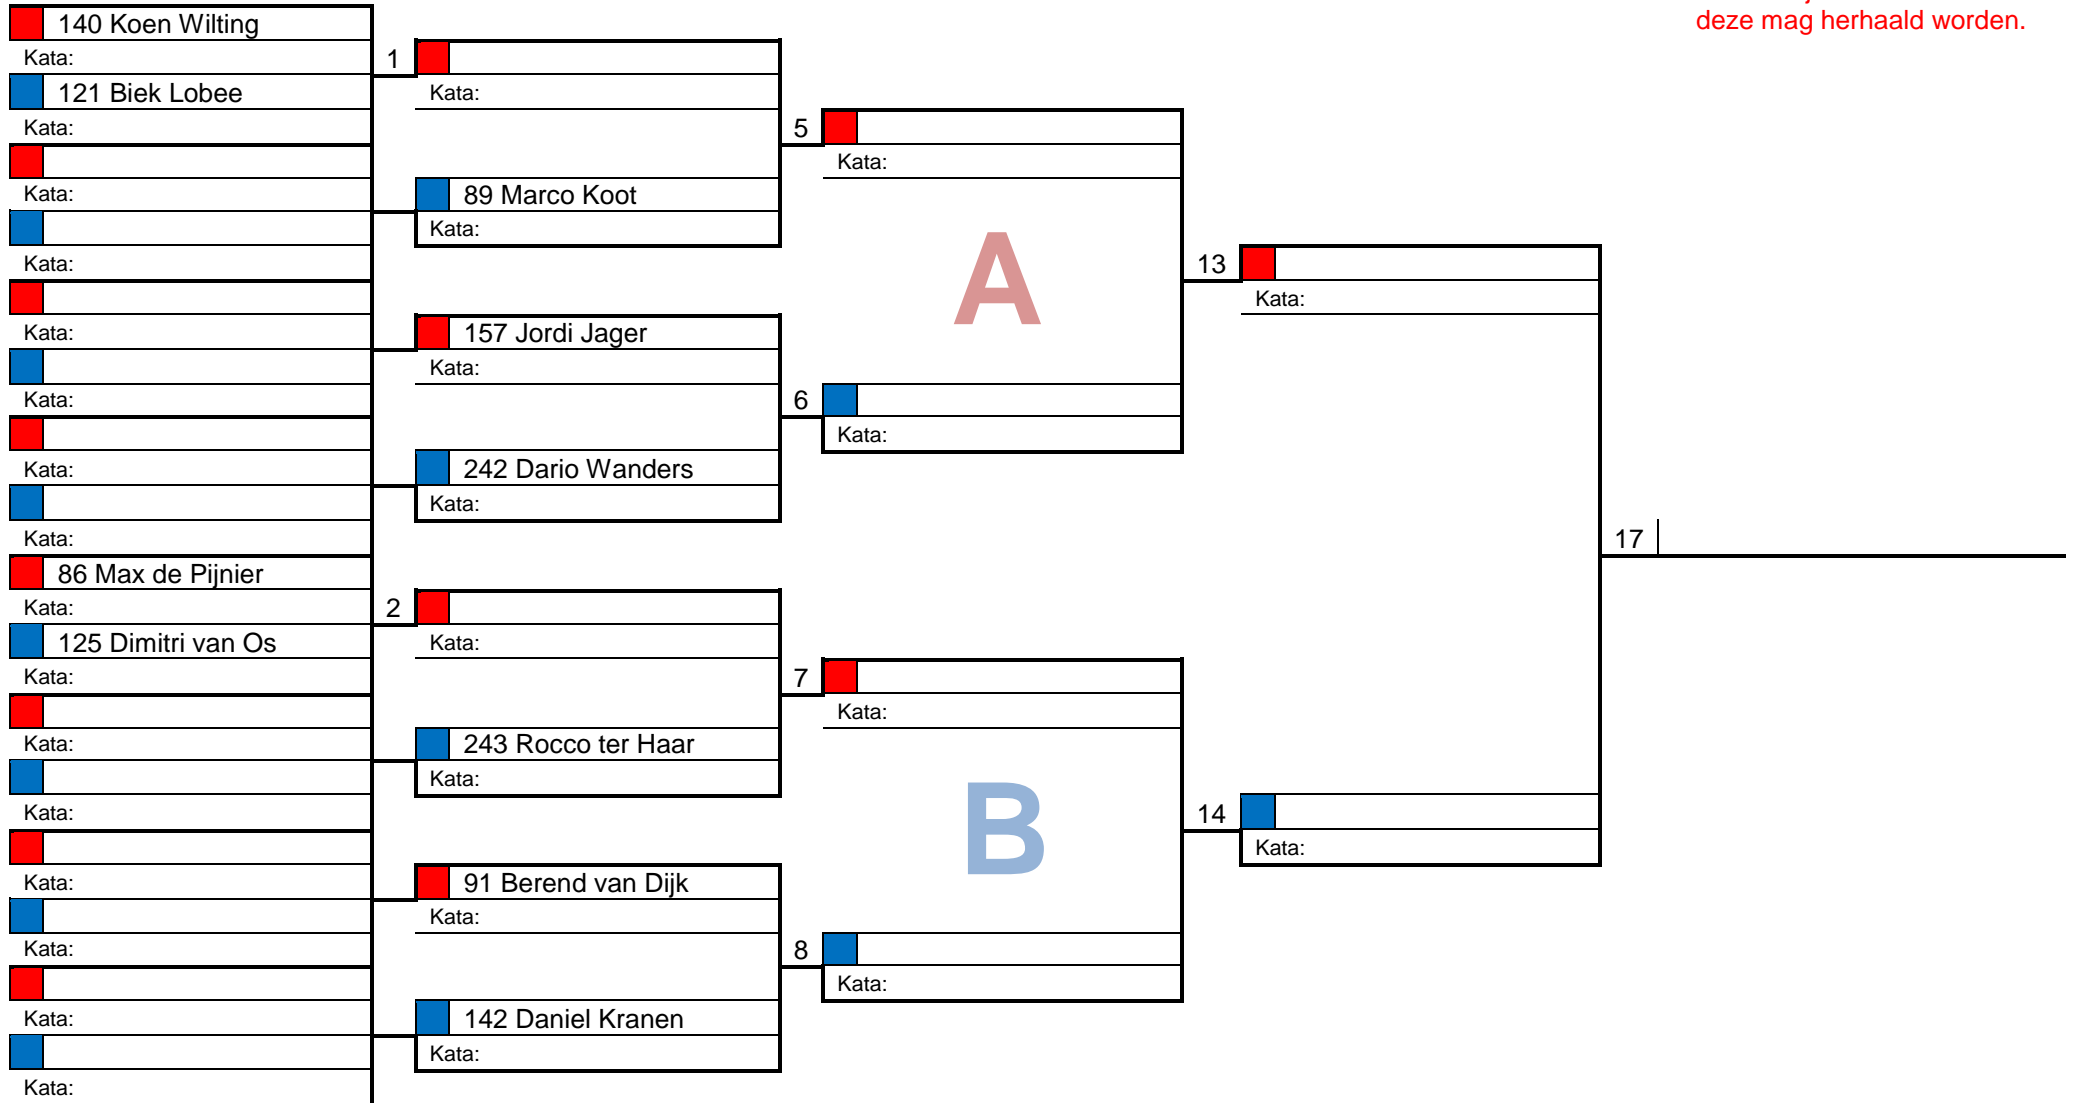 deze mag herhaald worden.
140 Koen Wilting
Kata:
121 Biek Lobee
Kata:
Kata:
Kata:
Kata:
Kata:
Kata:
Kata:
86 Max de Pijnier
Kata:
125 Dimitri van Os
Kata:
Kata:
Kata:
Kata:
Kata:
Kata:
Kata:
1
Kata:
89 Marco Koot
Kata:
157 Jordi Jager
Kata:
242 Dario Wanders
Kata:
2
Kata:
243 Rocco ter Haar
Kata:
91 Berend van Dijk
Kata:
142 Daniel Kranen
Kata:
5
Kata:
A
6
Kata:
7
Kata:
B
8
Kata:
13
Kata:
14
Kata:
17